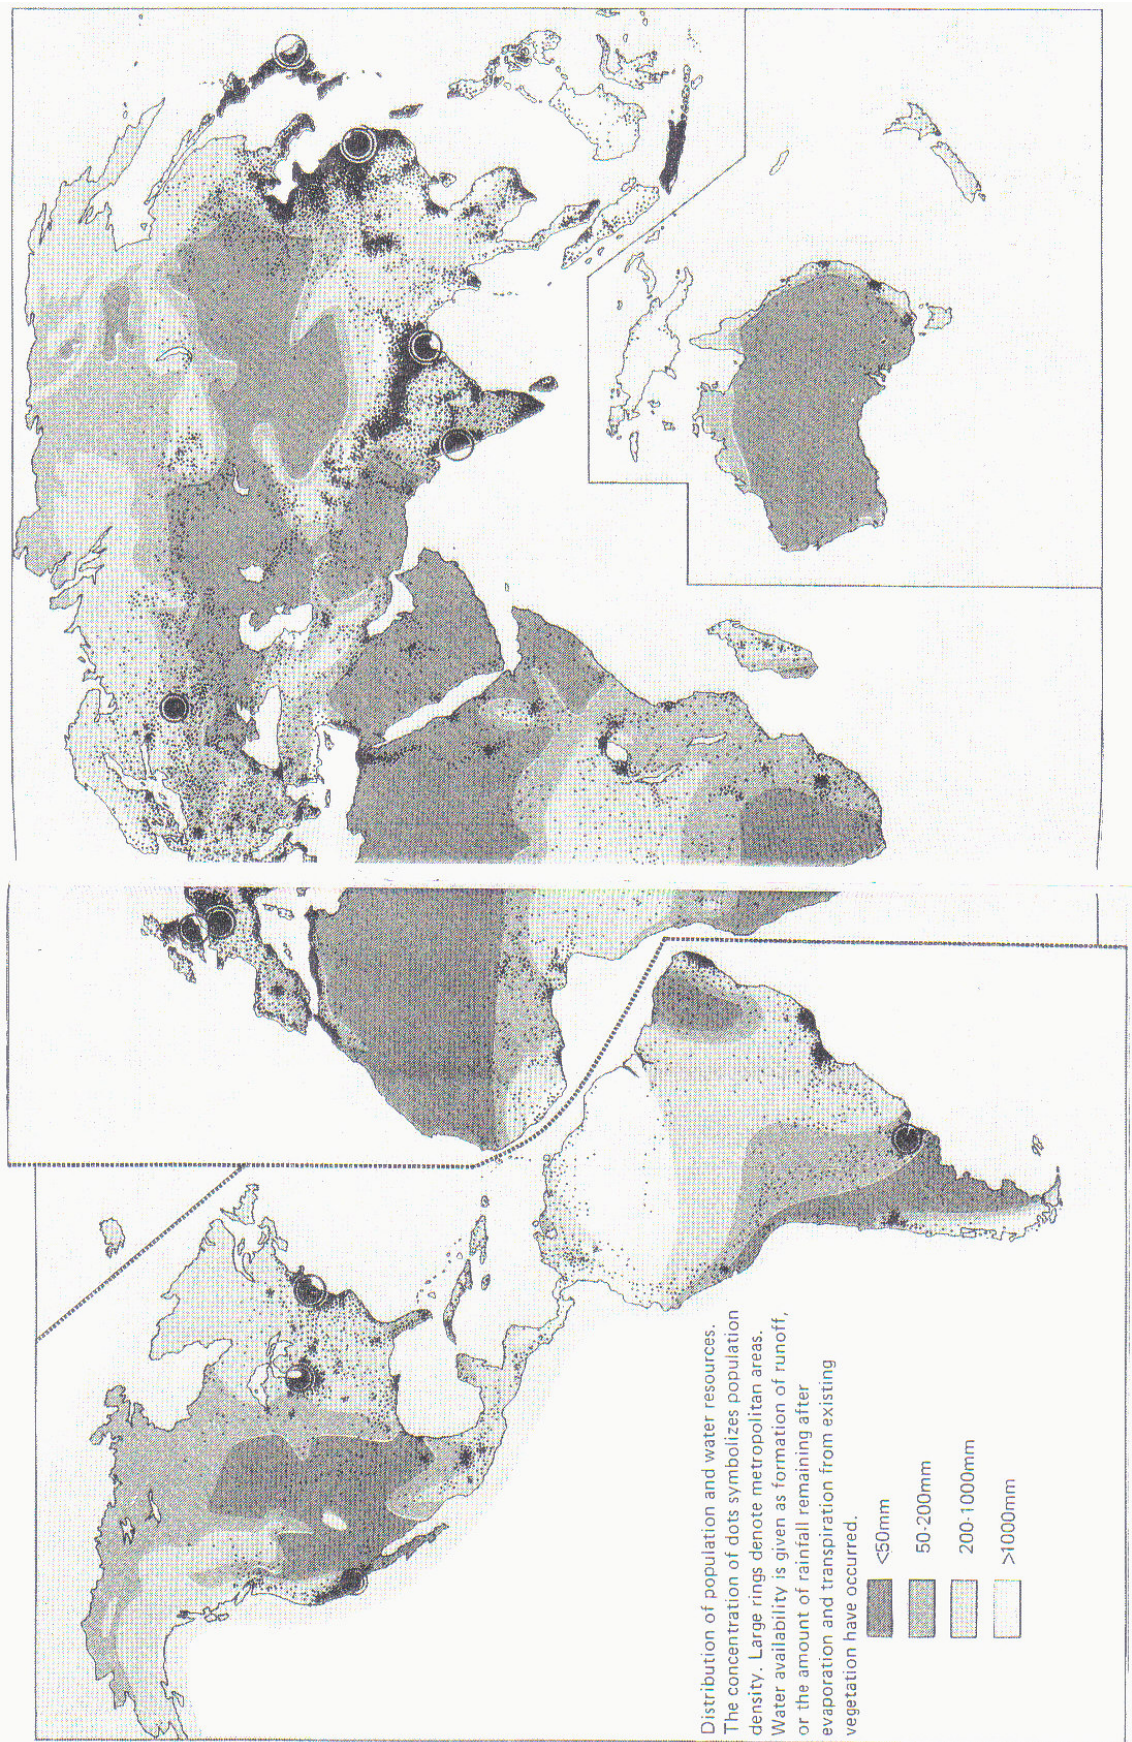 Distribution of population and water resources.
The concentration of dots symbolizes population
density. Large rings denote metropolitan areas.
Water availability is given as formation of runoff,
or the amount of rainfall remaining after
evaporation and transpiration from existing
vegetation have occurred.
<50mm
50-200mm
200-1000mm
>1000mm